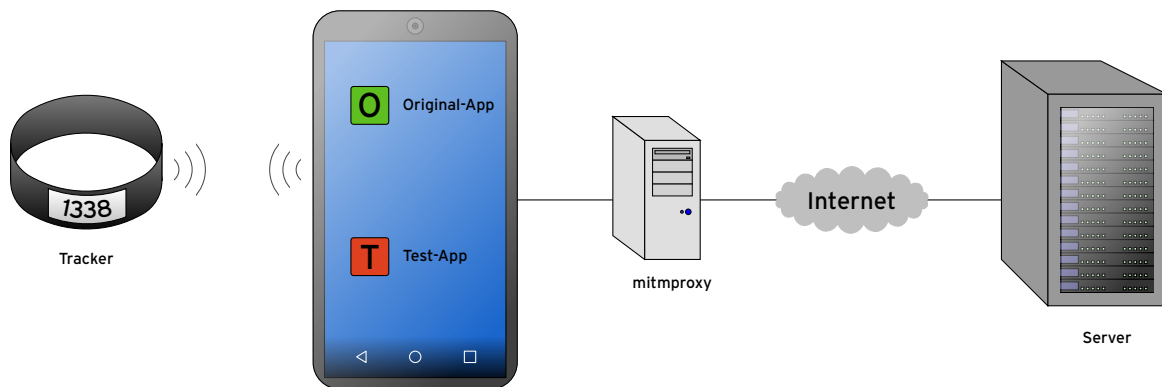 O Original-App
1338
Tracker
T Test-App
mitmproxy
Internet
Server